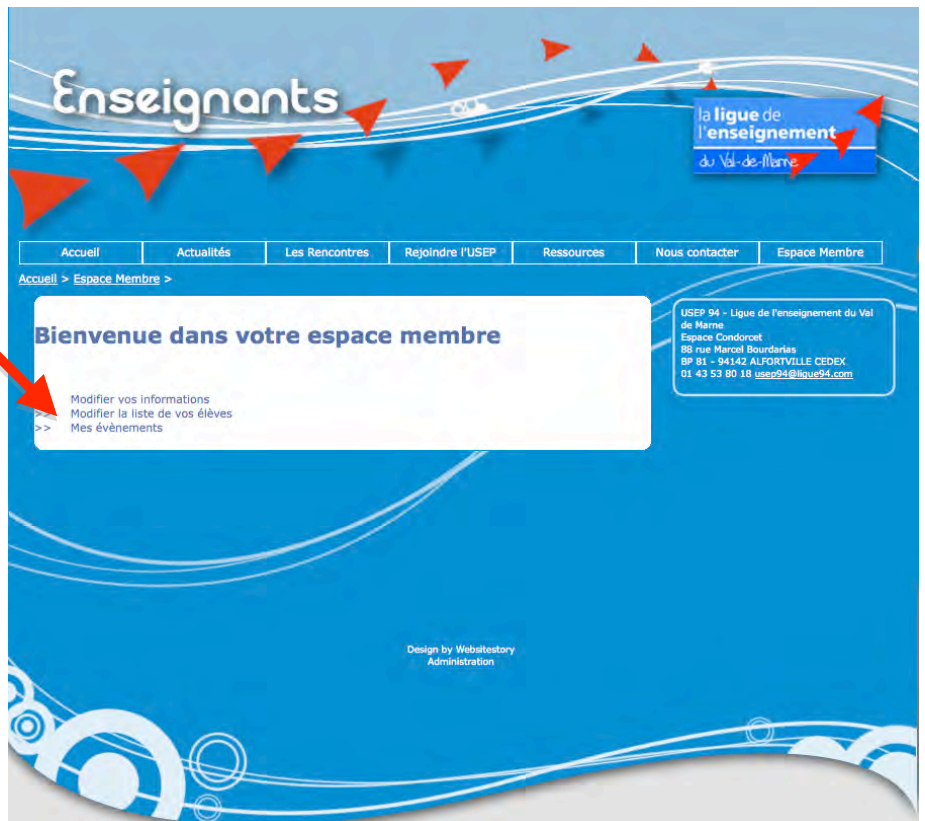 Enseignants
la ligue de
l'enseignement
du Val-de-Marne
Accueil Actualités Les Rencontres Rejoindre l'USEP Ressources Nous contacter Espace Membre
Accueil > Espace Membre >
Bienvenue dans votre espace membre
Modifier vos informations
>> Modifier la liste de vos élèves
>> Mes évènements
USEP 94 - Ligue de l'enseignement du Val
de Marne
Espace Condorcet
88 rue Marcel Bourdarias
BP 81 - 94142 ALFORTVILLE CEDEX
01 43 53 80 18 usep94@ligue94.com
Design by Websitestory
Administration